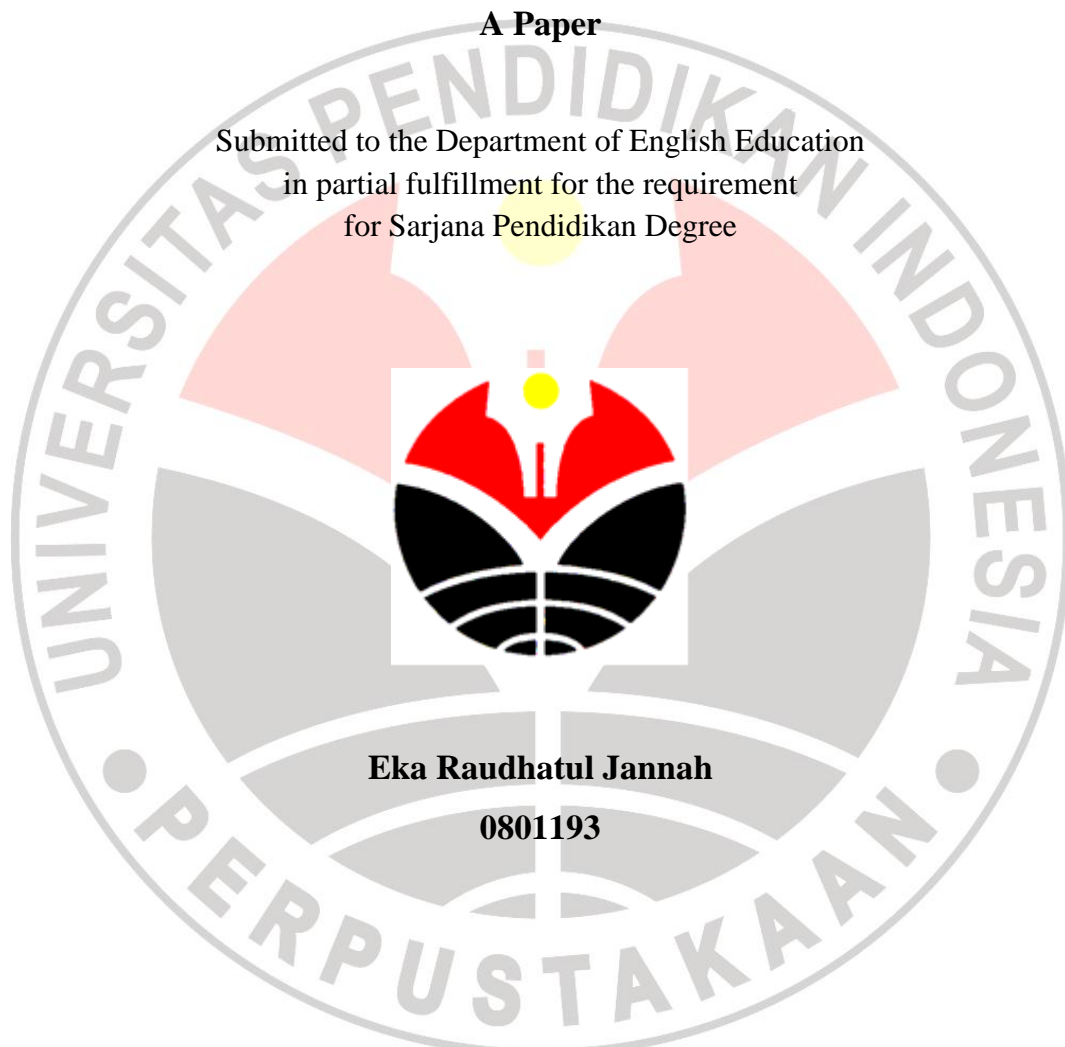 A Paper
Submitted to the Department of English Education
in partial fulfillment for the requirement
for Sarjana Pendidikan Degree
Eka Raudhatul Jannah
0801193
UNIVERSITAS PENDIDIKAN INDONESIA
PERPUSTAKAAN